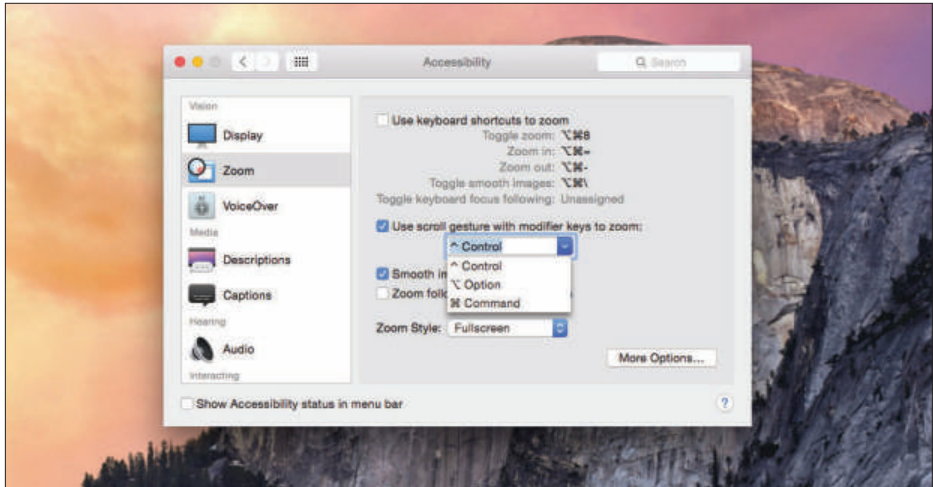 Accessibility
Search
Vision
Display
Zoom
VoiceOver
Media
Descriptions
Captions
Hearing
Audio
Interacting
Use keyboard shortcuts to zoom
Toggle zoom: ⌥⌘8
Zoom in: ⌥⌘=
Zoom out: ⌥⌘-
Toggle smooth images: ⌥⌘\
Toggle keyboard focus following: Unassigned
Use scroll gesture with modifier keys to zoom:
^ Control
^ Control
⌥ Option
⌘ Command
Smooth
Zoom
Zoom Style: Fullscreen
More Options...
Show Accessibility status in menu bar
?